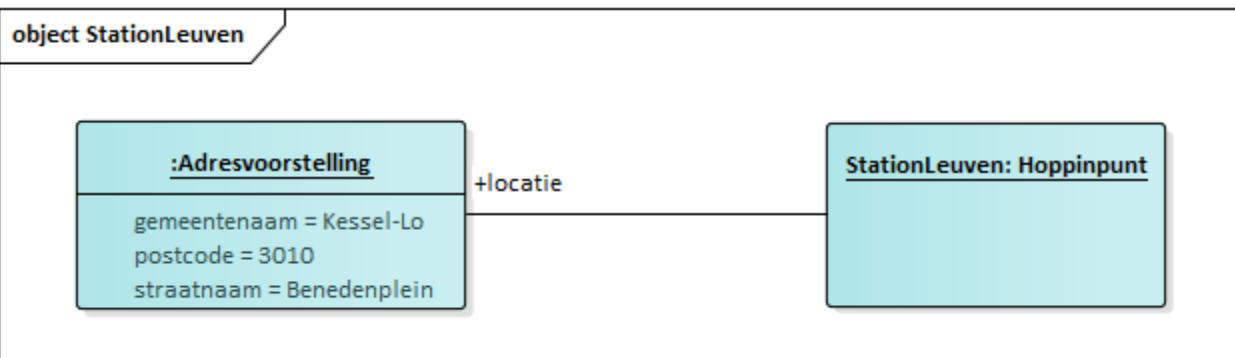 object StationLeuven
:Adresvoorstelling
gemeentenaam = Kessel-Lo
postcode = 3010
straatnaam = Benedenplein
+locatie
StationLeuven: Hoppinpunt